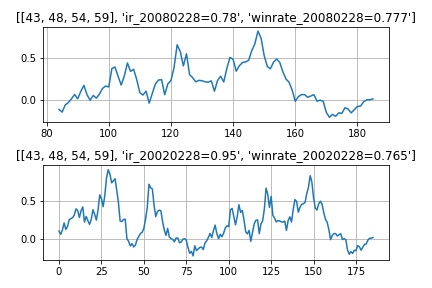 [[43, 48, 54, 59], 'ir_20080228=0.78', 'winrate_20080228=0.777']
0.5
0.0
80 100 120 140 160 180
[[43, 48, 54, 59], 'ir_20020228=0.95', 'winrate_20020228=0.765']
0.5
0.0
0 25 50 75 100 125 150 175